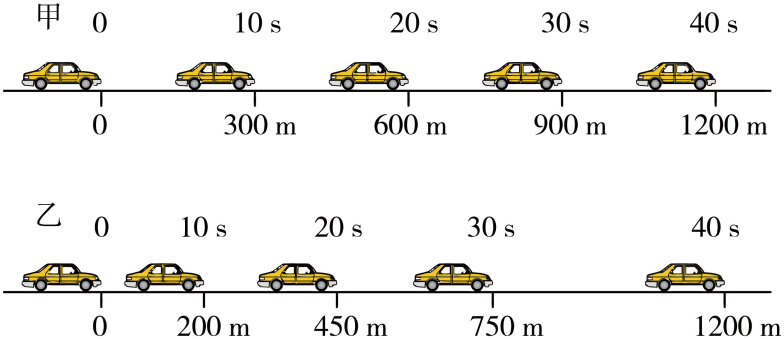 甲 0 10 s 20 s 30 s 40 s
0 300 m 600 m 900 m 1200 m
乙 0 10 s 20 s 30 s 40 s
0 200 m 450 m 750 m 1200 m